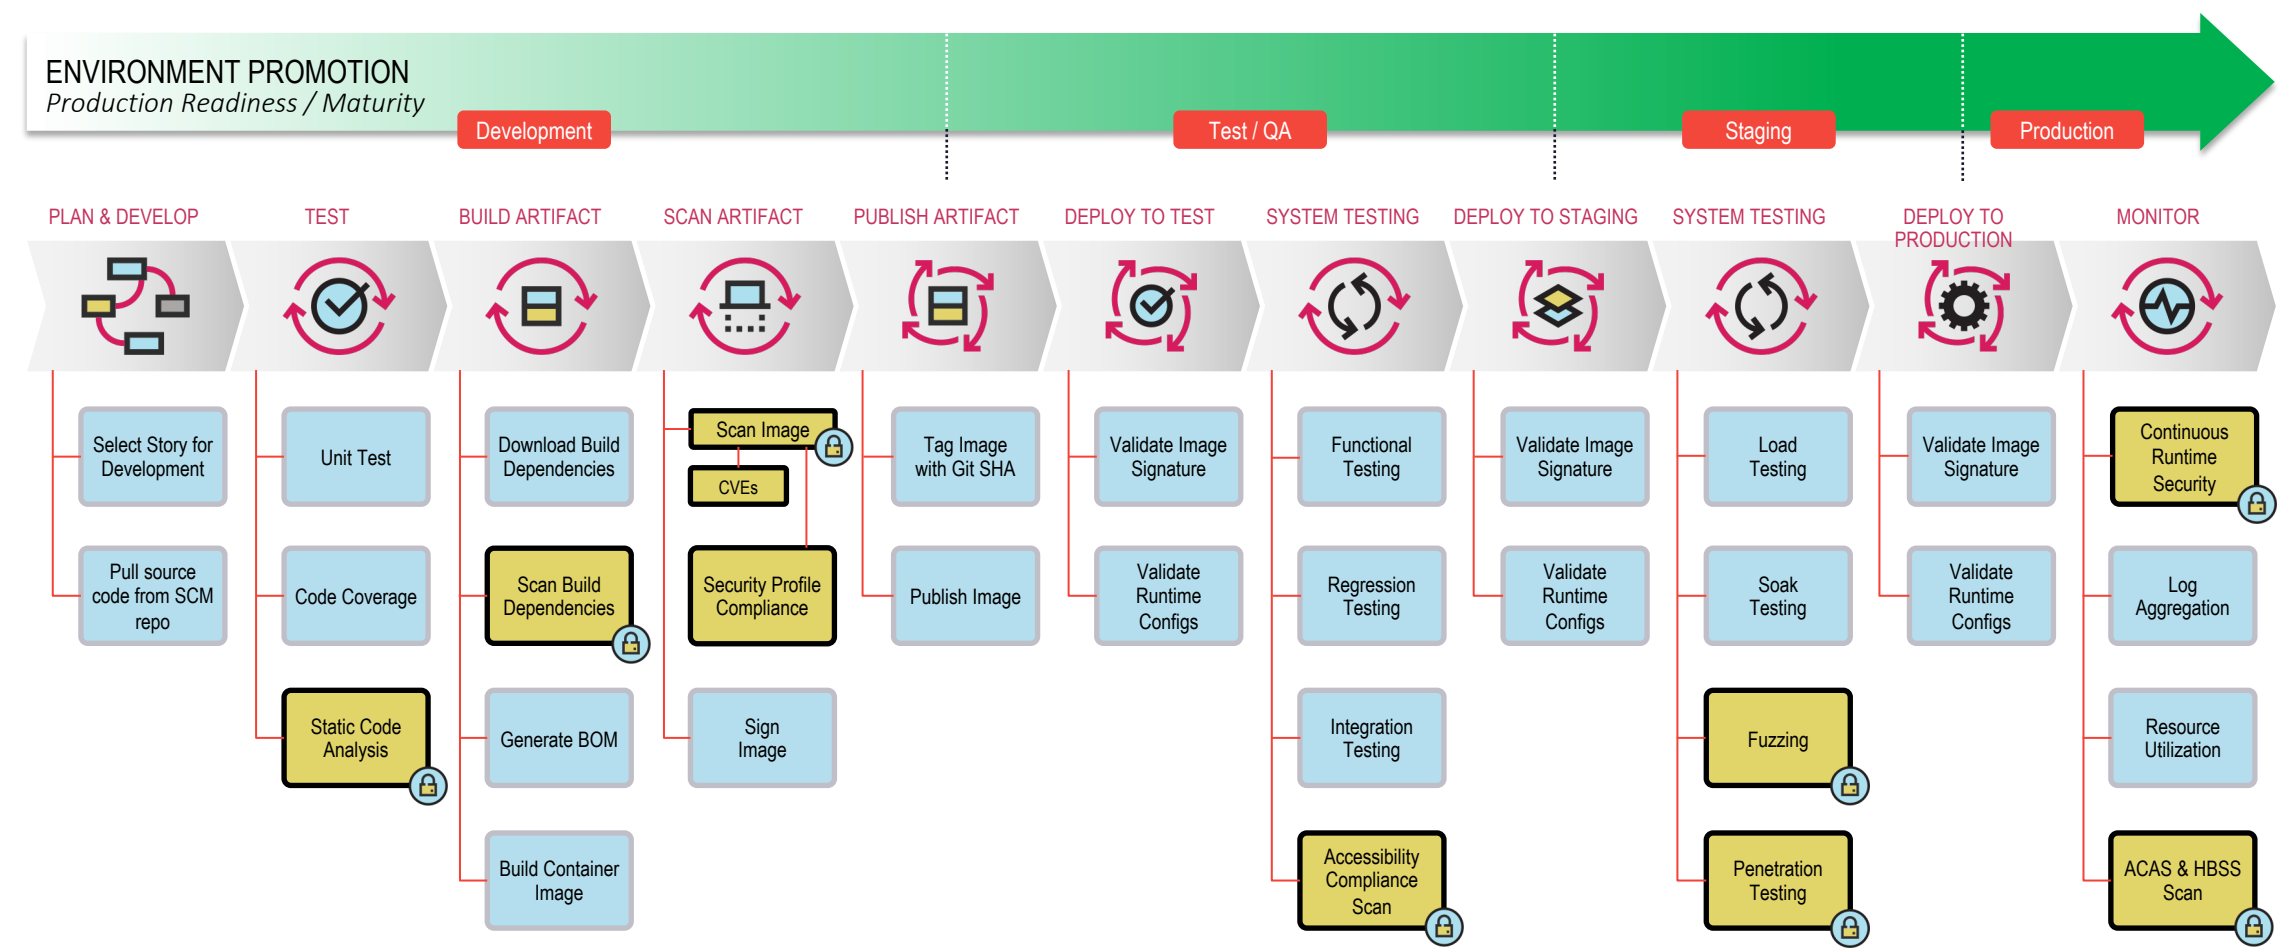 ENVIRONMENT PROMOTION
Production Readiness / Maturity
Development
Test / QA
Staging
Production
PLAN & DEVELOP
TEST
BUILD ARTIFACT
SCAN ARTIFACT
PUBLISH ARTIFACT
DEPLOY TO TEST
SYSTEM TESTING
DEPLOY TO STAGING
SYSTEM TESTING
DEPLOY TO
PRODUCTION
MONITOR
Select Story for
Development
Pull source
code from SCM
repo
Unit Test
Code Coverage
Static Code
Analysis
Download Build
Dependencies
Scan Build
Dependencies
Generate BOM
Build Container
Image
Scan Image
CVEs
Security Profile
Compliance
Sign
Image
Tag Image
with Git SHA
Publish Image
Validate Image
Signature
Validate
Runtime
Configs
Functional
Testing
Regression
Testing
Integration
Testing
Accessibility
Compliance
Scan
Validate Image
Signature
Validate
Runtime
Configs
Load
Testing
Soak
Testing
Fuzzing
Penetration
Testing
Validate Image
Signature
Validate
Runtime
Configs
Continuous
Runtime
Security
Log
Aggregation
Resource
Utilization
ACAS & HBSS
Scan